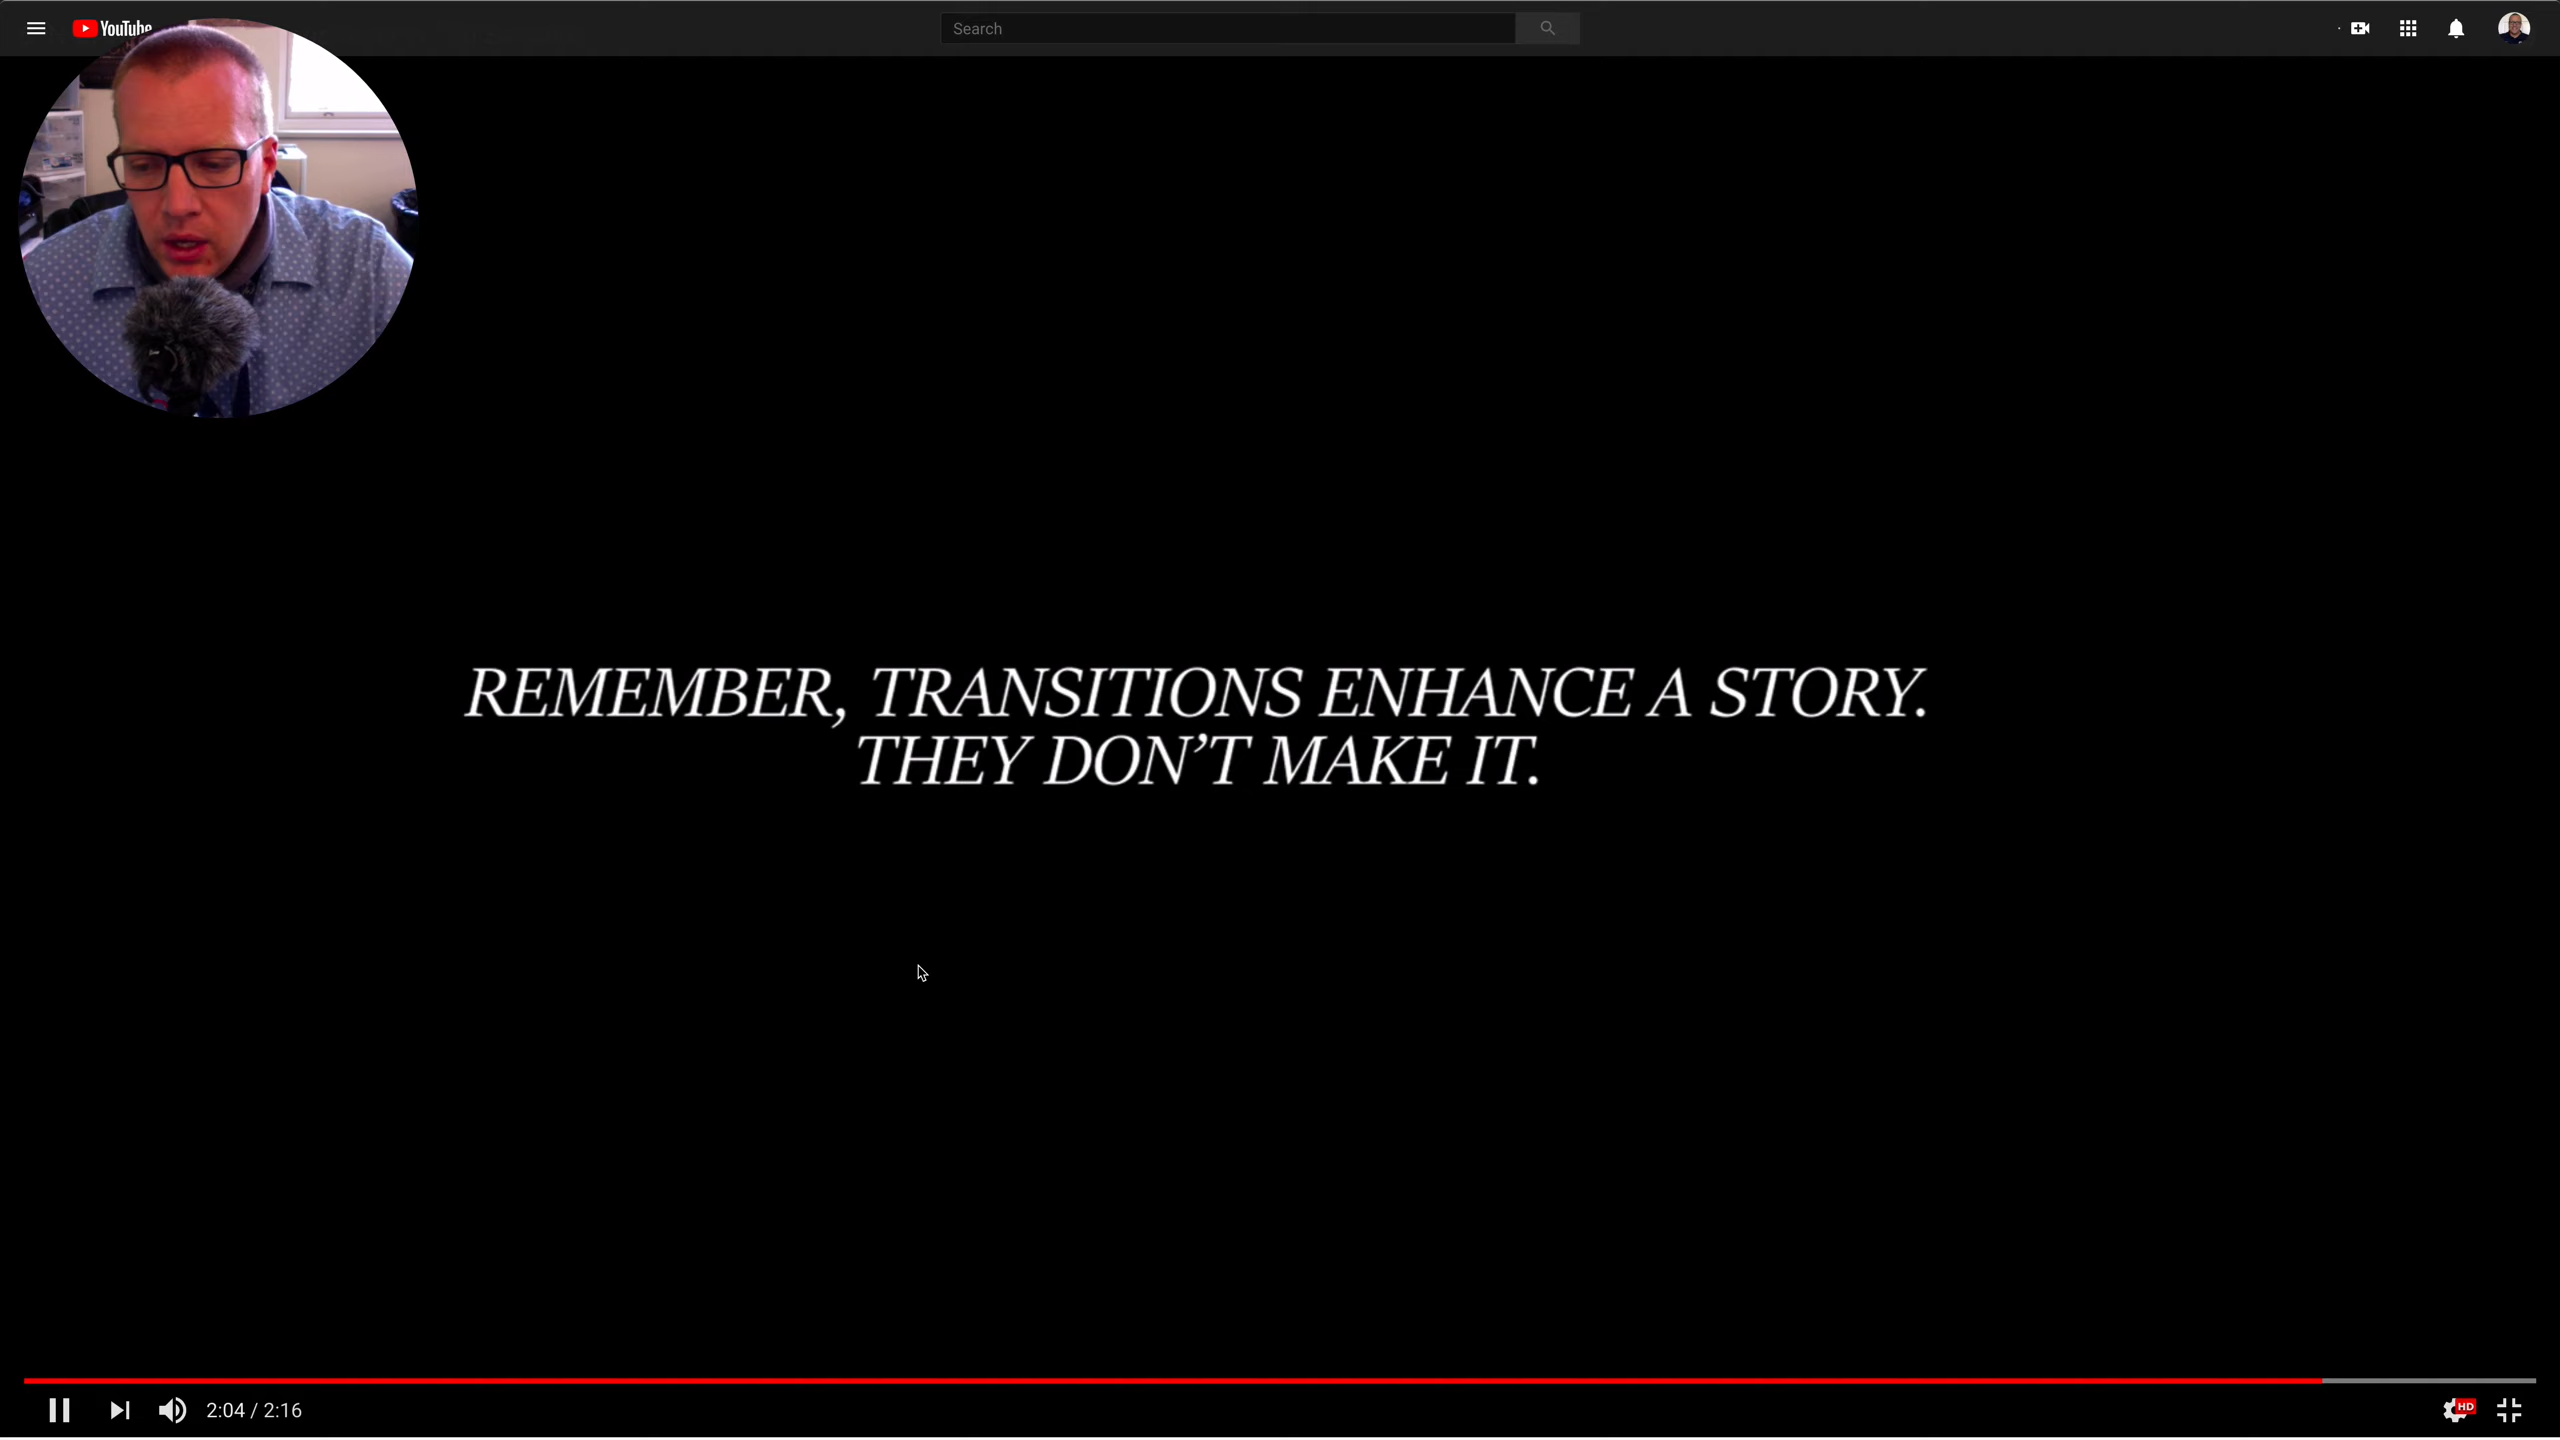 YouTube
Search
REMEMBER, TRANSITIONS ENHANCE A STORY.
THEY DON’T MAKE IT.
2:04 / 2:16
HD